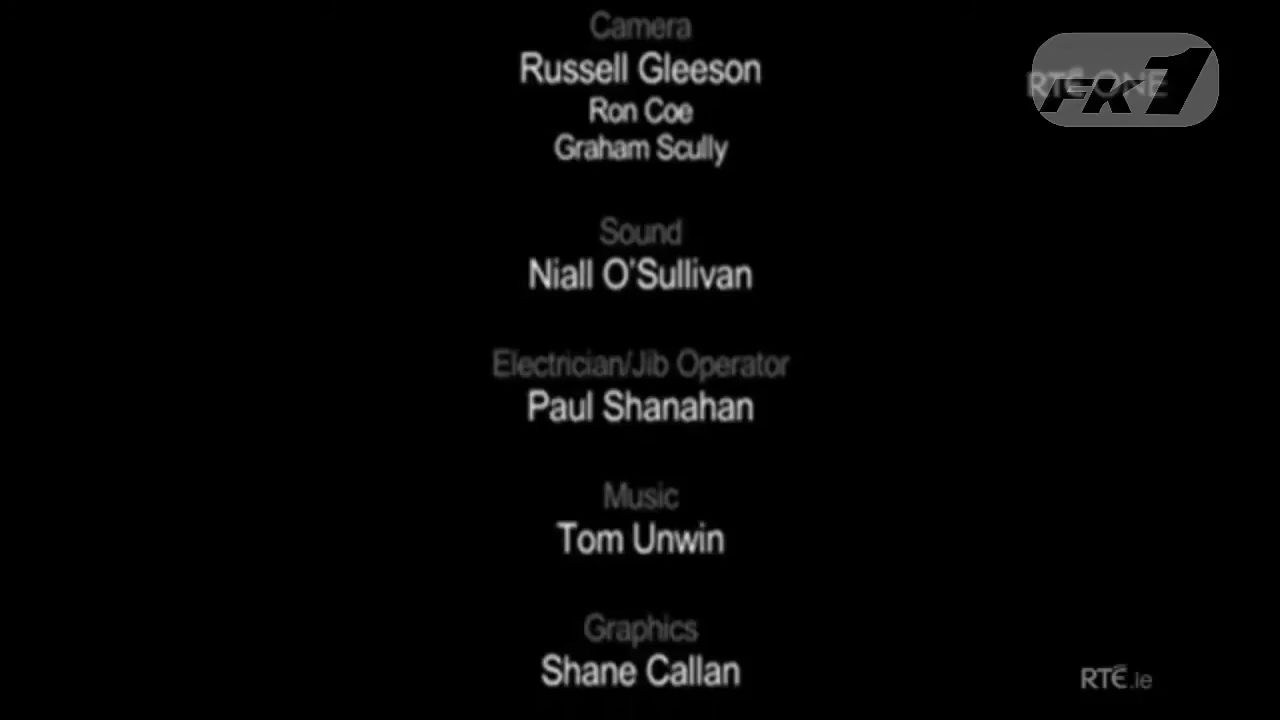 Camera
Russell Gleeson
Ron Coe
Graham Scully
RTÉ ONE
FK1
Sound
Niall O'Sullivan
Electrician/Jib Operator
Paul Shanahan
Music
Tom Unwin
Graphics
Shane Callan
RTÉ.ie